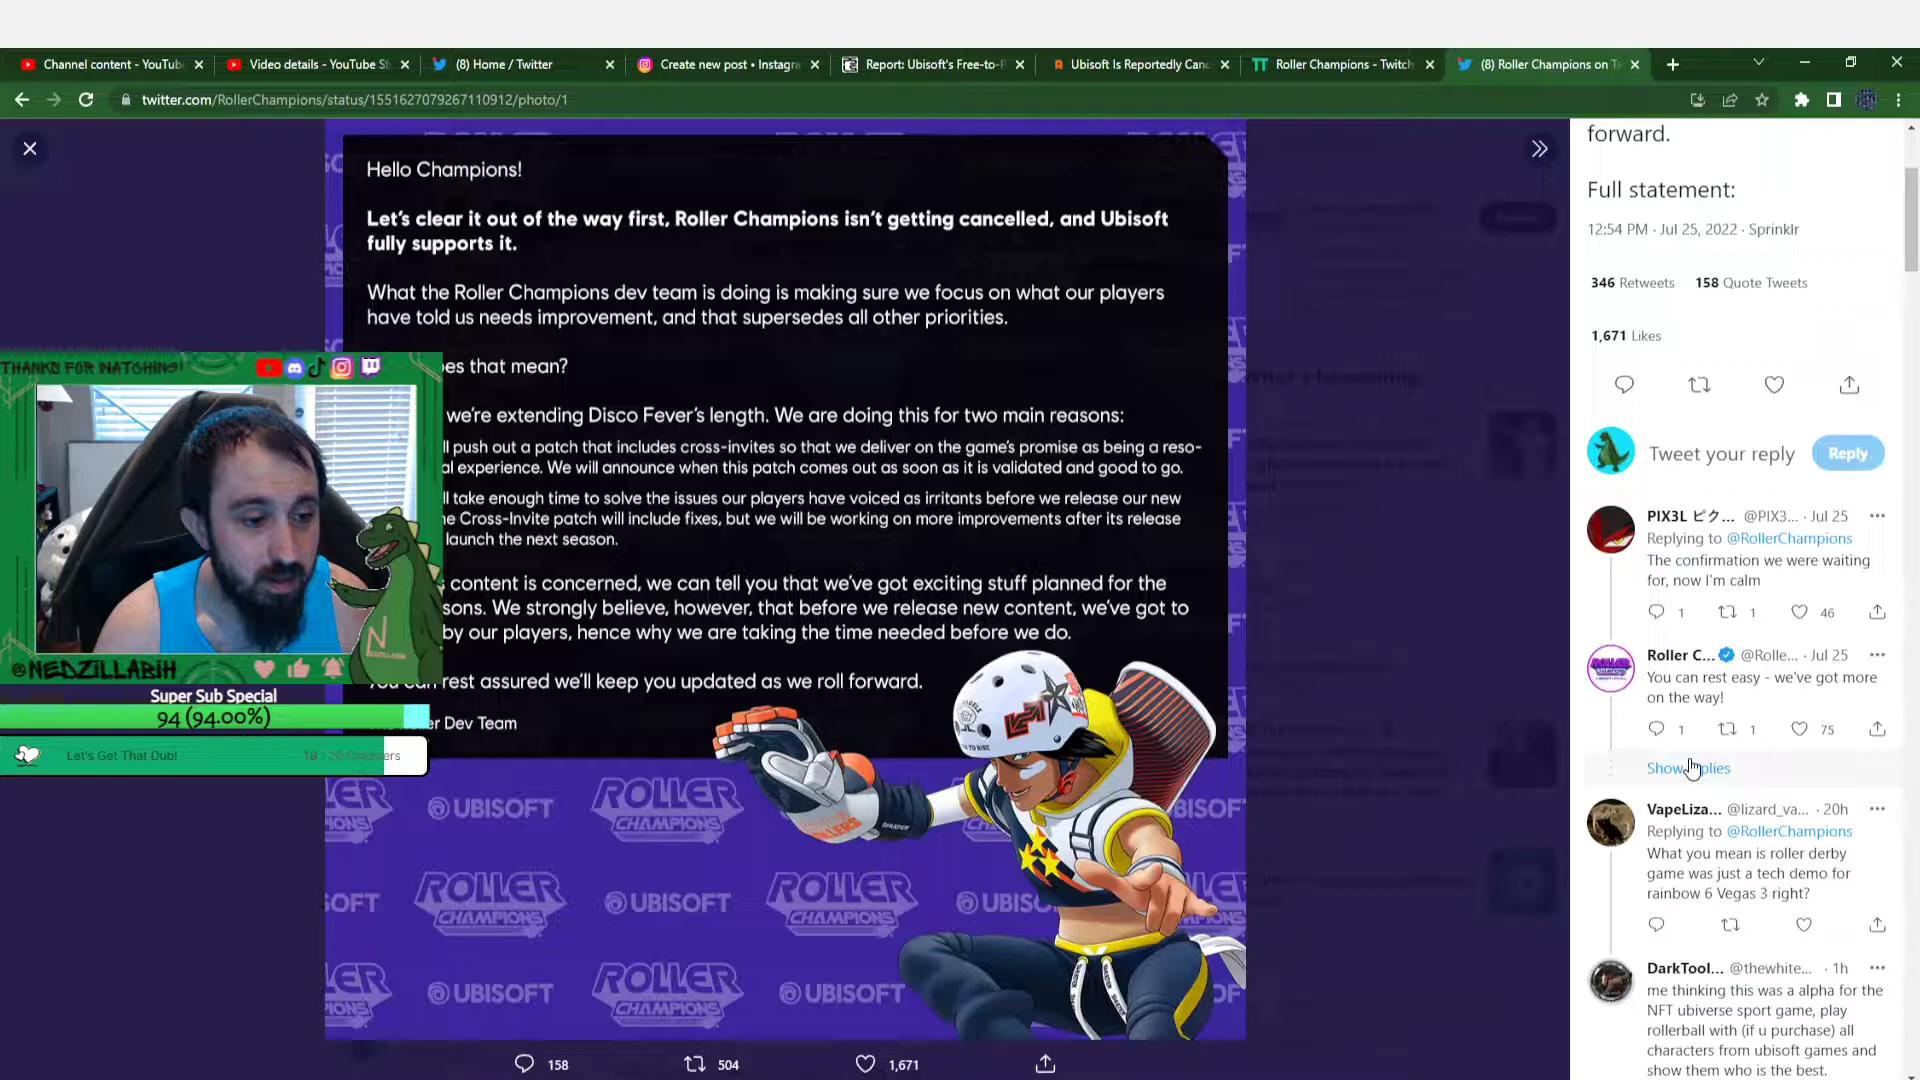 Channel content - YouTub
Video details - YouTube St
(8) Home / Twitter
Create new post • Instagra
Report: Ubisoft's Free-to-P
Ubisoft Is Reportedly Canc
Roller Champions - Twitch
(8) Roller Champions on T
twitter.com/RollerChampions/status/1551627079267110912/photo/1
Hello Champions!
Let's clear it out of the way first, Roller Champions isn't getting cancelled, and Ubisoft
fully supports it.
What the Roller Champions dev team is doing is making sure we focus on what our players
have told us needs improvement, and that supersedes all other priorities.
es that mean?
we're extending Disco Fever's length. We are doing this for two main reasons:
ll push out a patch that includes cross-invites so that we deliver on the game's promise as being a reso-
al experience. We will announce when this patch comes out as soon as it is validated and good to go.
ll take enough time to solve the issues our players have voiced as irritants before we release our new
e Cross-Invite patch will include fixes, but we will be working on more improvements after its release
launch the next season.
content is concerned, we can tell you that we've got exciting stuff planned for the
sons. We strongly believe, however, that before we release new content, we've got to
by our players, hence why we are taking the time needed before we do.
rest assured we'll keep you updated as we roll forward.
er Dev Team
THANKS FOR WATCHING!
@NEDZILLABIH
Super Sub Special
94 (94.00%)
Let's Get That Dub!
ROLLER CHAMPIONS
UBISOFT
ROLLER CHAMPIONS
UBISOFT
ROLLER CHAMPIONS
UBISOFT
ROLLER CHAMPIONS
UBISOFT
ROLLER CHAMPIONS
UBISOFT
158
504
1,671
forward.
Full statement:
12:54 PM · Jul 25, 2022 · Sprinklr
346 Retweets 158 Quote Tweets
1,671 Likes
Tweet your reply
Reply
PIX3L ピク... @PIX3... · Jul 25
Replying to @RollerChampions
The confirmation we were waiting
for, now I'm calm
1 1 46
Roller C... @Rolle... · Jul 25
You can rest easy - we've got more
on the way!
1 1 75
Show replies
VapeLiza... @lizard_va... · 20h
Replying to @RollerChampions
What you mean is roller derby
game was just a tech demo for
rainbow 6 Vegas 3 right?
DarkTool... @thewhite... · 1h
me thinking this was a alpha for the
NFT ubiverse sport game, play
rollerball with (if u purchase) all
characters from ubisoft games and
show them who is the best.